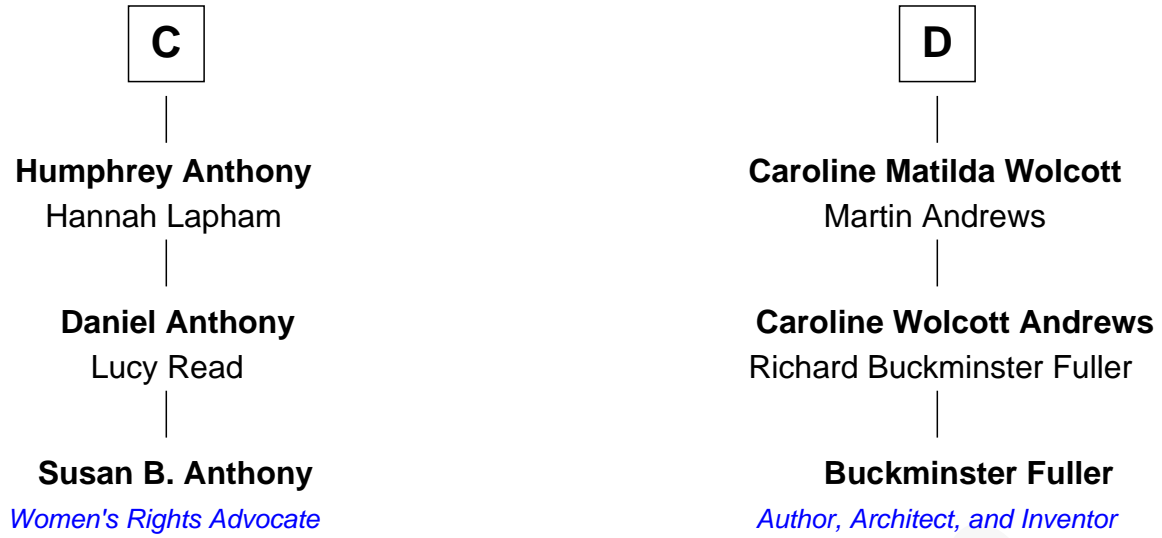 C
Humphrey Anthony
Hannah Lapham
Daniel Anthony
Lucy Read
Susan B. Anthony
Women's Rights Advocate
D
Caroline Matilda Wolcott
Martin Andrews
Caroline Wolcott Andrews
Richard Buckminster Fuller
Buckminster Fuller
Author, Architect, and Inventor